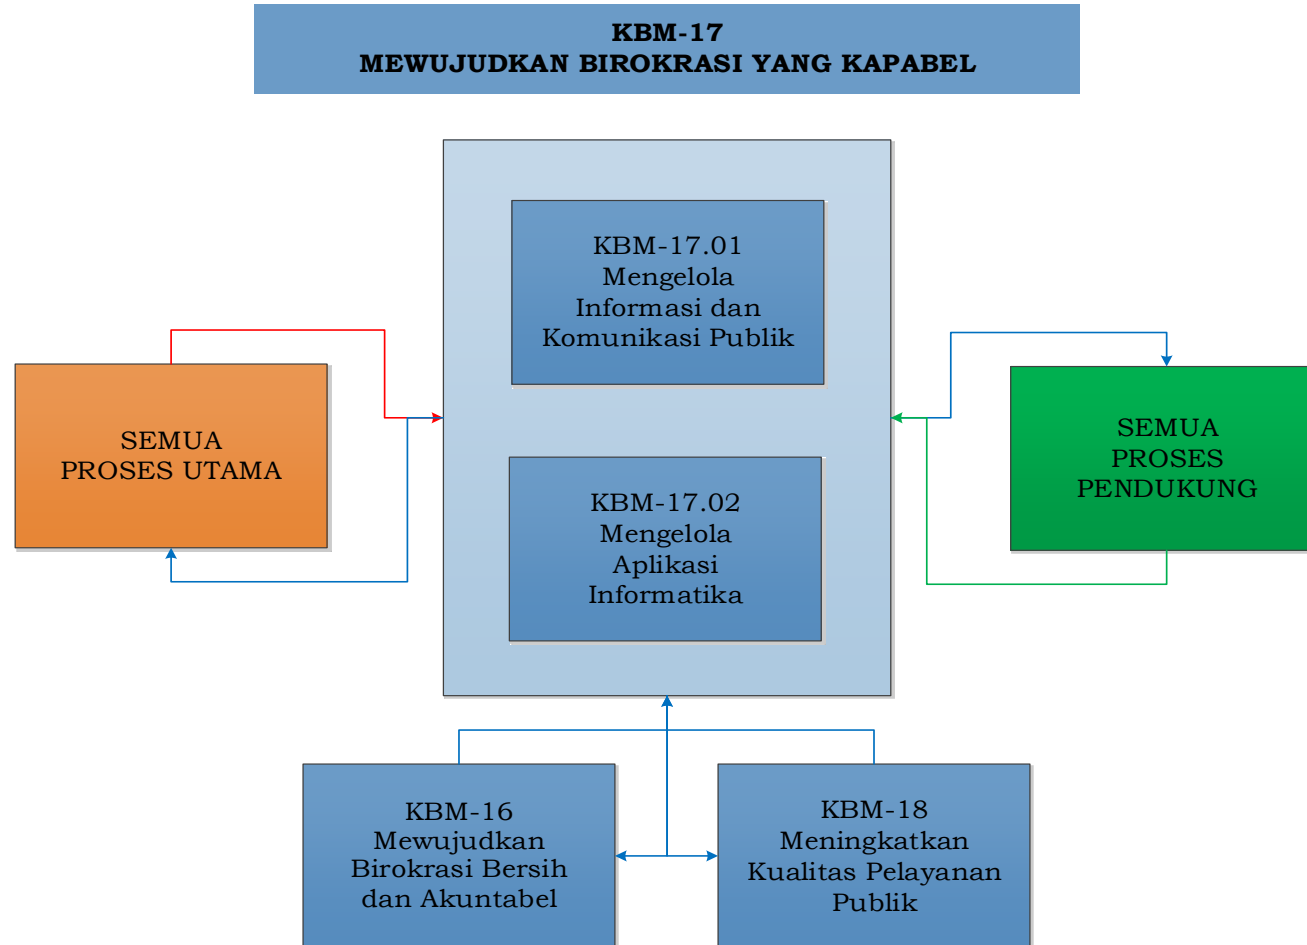 KBM-17
MEWUJUDKAN BIROKRASI YANG KAPABEL
KBM-17.01
Mengelola
Informasi dan
Komunikasi Publik
SEMUA
PROSES UTAMA
SEMUA
PROSES
PENDUKUNG
KBM-17.02
Mengelola
Aplikasi
Informatika
KBM-16
Mewujudkan
Birokrasi Bersih
dan Akuntabel
KBM-18
Meningkatkan
Kualitas Pelayanan
Publik